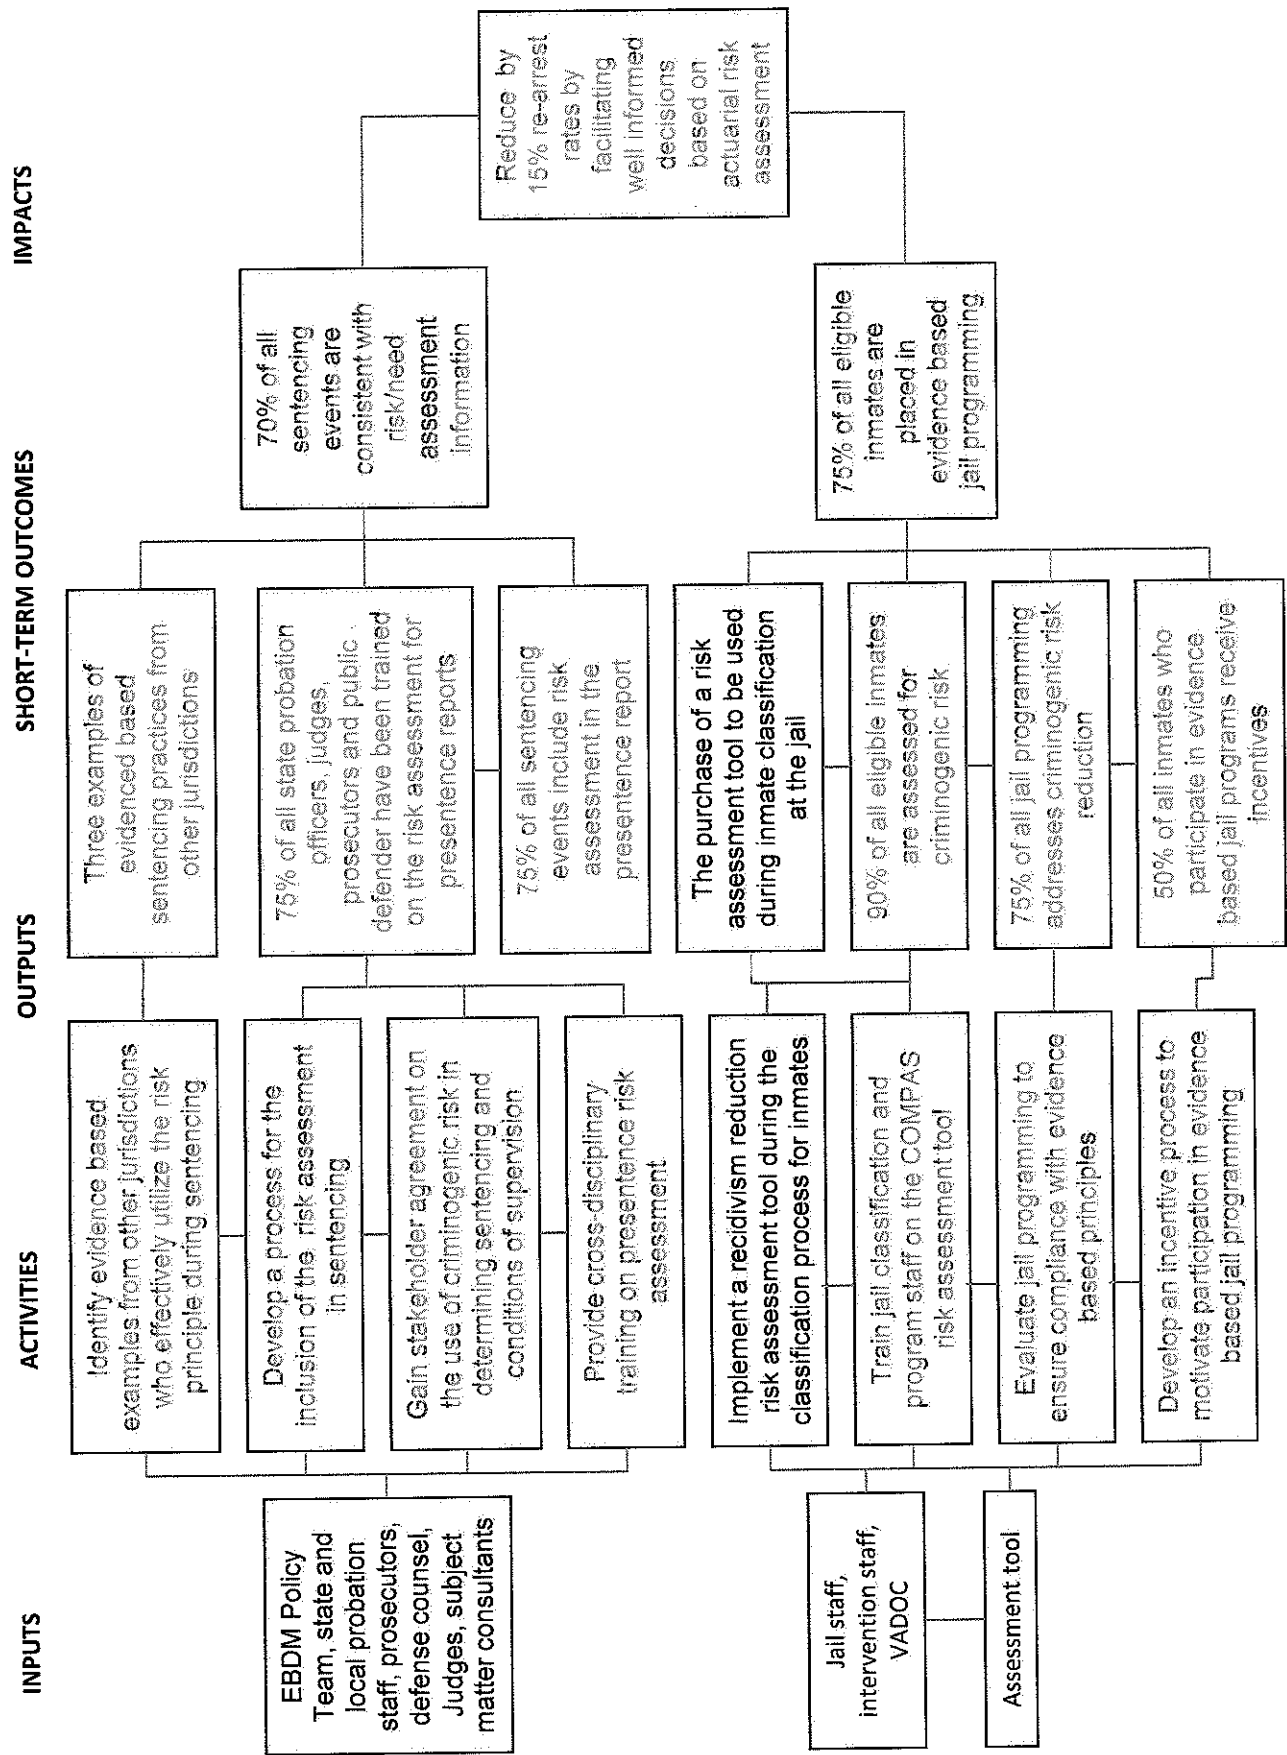 INPUTS
ACTIVITIES
OUTPUTS
SHORT-TERM OUTCOMES
IMPACTS
EBDM Policy
Team, state and
local probation
staff, prosecutors,
defense counsel,
Judges, subject
matter consultants
Jail staff,
intervention staff,
VADOC
Assessment tool
Identify evidence based
examples from other jurisdictions
who effectively utilize the risk
principle during sentencing
Develop a process for the
inclusion of the risk assessment
in sentencing
Gain stakeholder agreement on
the use of criminogenic risk in
determining sentencing and
conditions of supervision
Provide cross-disciplinary
training on presentence risk
assessment
Implement a recidivism reduction
risk assessment tool during the
classification process for inmates
Train jail classification and
program staff on the COMPAS
risk assessment tool
Evaluate jail programming to
ensure compliance with evidence
based principles
Develop an incentive process to
motivate participation in evidence
based jail programming
Three examples of
evidenced based
sentencing practices from
other jurisdictions
75% of all state probation
officers, judges,
prosecutors and public
defender have been trained
on the risk assessment for
presentence reports
75% of all sentencing
events include risk
assessment in the
presentence report
The purchase of a risk
assessment tool to be used
during inmate classification
at the jail
90% of all eligible inmates
are assessed for
criminogenic risk
75% of all jail programming
addresses criminogenic risk
reduction
50% of all inmates who
participate in evidence
based jail programs receive
incentives
70% of all
sentencing
events are
consistent with
risk/need
assessment
information
75% of all eligible
inmates are
placed in
evidence based
jail programming
Reduce by
15% re-arrest
rates by
facilitating
well informed
decisions
based on
actuarial risk
assessment